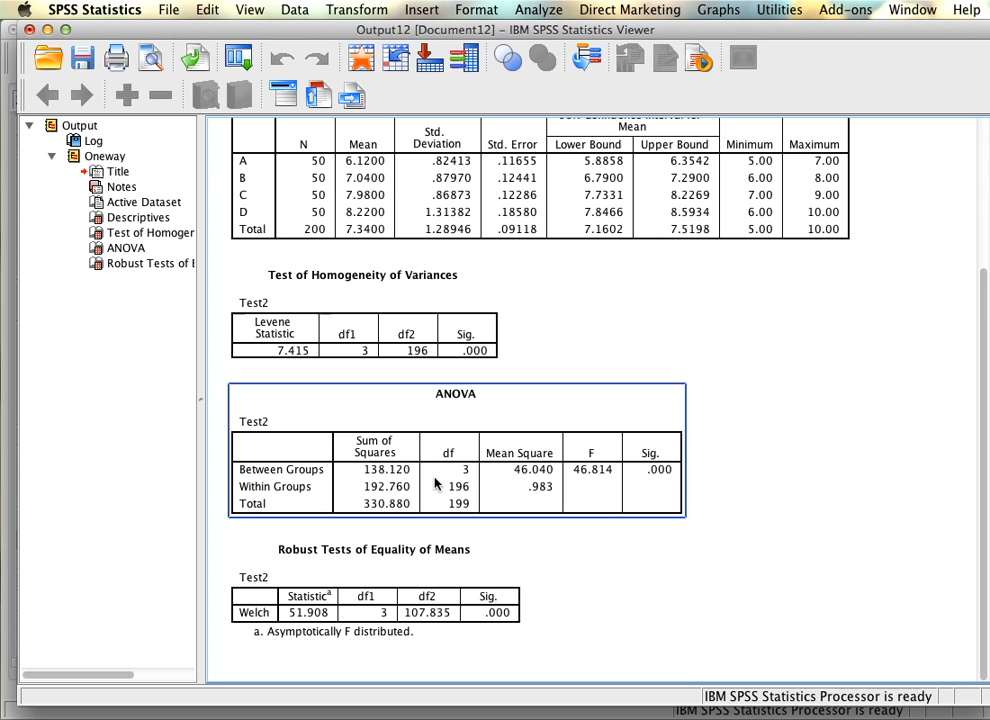 SPSS Statistics File Edit View Data Transform Insert Format Analyze Direct Marketing Graphs Utilities Add-ons Window Help
Output12 [Document12] – IBM SPSS Statistics Viewer
Output
Log
Oneway
Title
Notes
Active Dataset
Descriptives
Test of Homoger
ANOVA
Robust Tests of
Mean
N Mean Std. Deviation Std. Error Lower Bound Upper Bound Minimum Maximum
A 50 6.1200 .82413 .11655 5.8858 6.3542 5.00 7.00
B 50 7.0400 .87970 .12441 6.7900 7.2900 6.00 8.00
C 50 7.9800 .86873 .12286 7.7331 8.2269 7.00 9.00
D 50 8.2200 1.31382 .18580 7.8466 8.5934 6.00 10.00
Total 200 7.3400 1.28946 .09118 7.1602 7.5198 5.00 10.00
Test of Homogeneity of Variances
Test2
Levene Statistic df1 df2 Sig.
7.415 3 196 .000
ANOVA
Test2
Sum of Squares df Mean Square F Sig.
Between Groups 138.120 3 46.040 46.814 .000
Within Groups 192.760 196 .983
Total 330.880 199
Robust Tests of Equality of Means
Test2
Statistic^a df1 df2 Sig.
Welch 51.908 3 107.835 .000
a. Asymptotically F distributed.
IBM SPSS Statistics Processor is ready
IBM SPSS Statistics Processor is ready